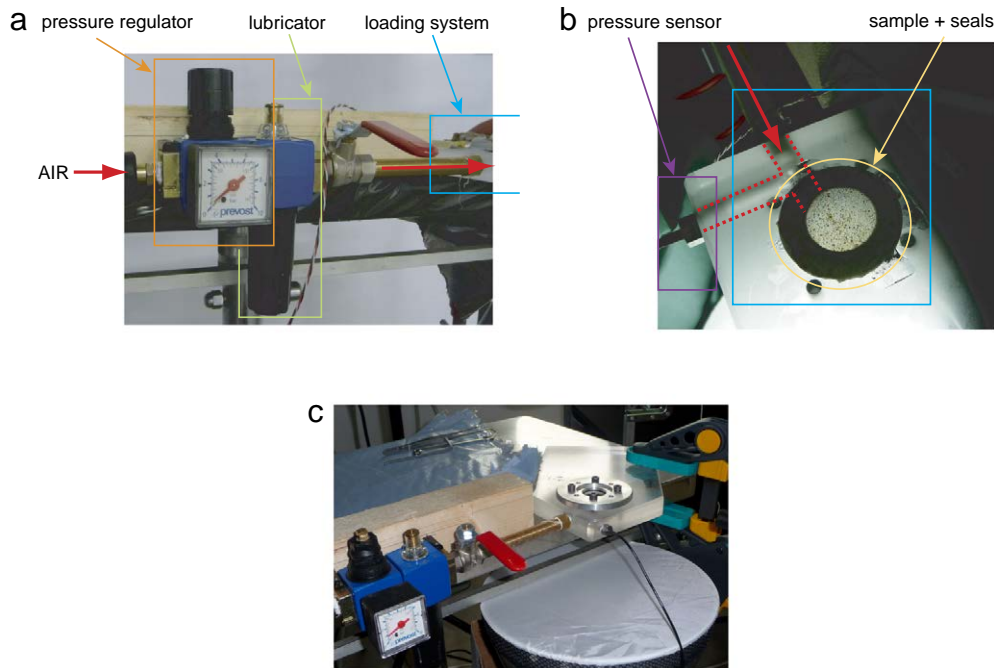 a
pressure regulator
lubricator
loading system
AIR
prevost
b
pressure sensor
sample + seals
c
prevost